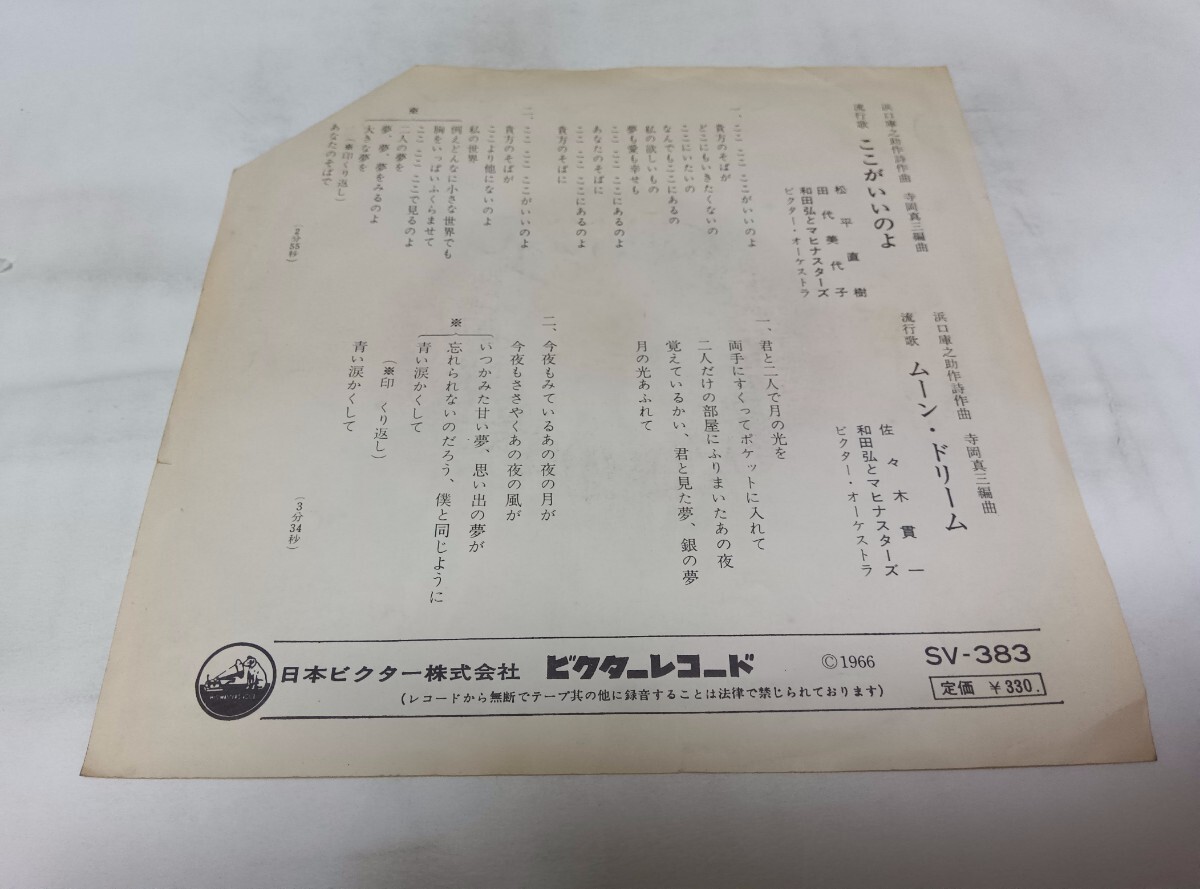 浜口庫之助作詩作曲　寺岡真三編曲
流行歌　ここがいいのよ
松平直樹
田代美代子
和田弘とマヒナスターズ
ビクター・オーケストラ
一、ここ ここ ここがいいのよ
貴方のそばが
どこにもいきたくないの
ここにいたいの
なんでもここにあるの
私の欲しいもの
夢も愛も幸せも
ここ ここ ここにあるのよ
あなたのそばに
ここ ここ ここにあるのよ
貴方のそばに
二、ここ ここ ここがいいのよ
貴方のそばが
ここより他にないのよ
私の世界
例えどんなに小さな世界でも
胸をいっぱいふくらませて
※
ここ ここ ここで見るのよ
二人の夢を
夢、夢、夢をみるのよ
大きな夢を
（※印くり返し）
あなたのそばで
（2分55秒）
浜口庫之助作詩作曲　寺岡真三編曲
流行歌　ムーン・ドリーム
佐々木貫一
和田弘とマヒナスターズ
ビクター・オーケストラ
一、君と二人で月の光を
両手にすくってポケットに入れて
二人だけの部屋にふりまいたあの夜
覚えているかい、君と見た夢、銀の夢
月の光あふれて
二、今夜もみているあの夜の月が
今夜もささやくあの夜の風が
※
いつかみた甘い夢、思い出の夢が
忘れられないのだろう、僕と同じように
青い涙かくして
（※印　くり返し）
青い涙かくして
（3分34秒）
日本ビクター株式会社　ビクターレコード　©1966　SV-383
（レコードから無断でテープ其の他に録音することは法律で禁じられております）　定価 ¥330.